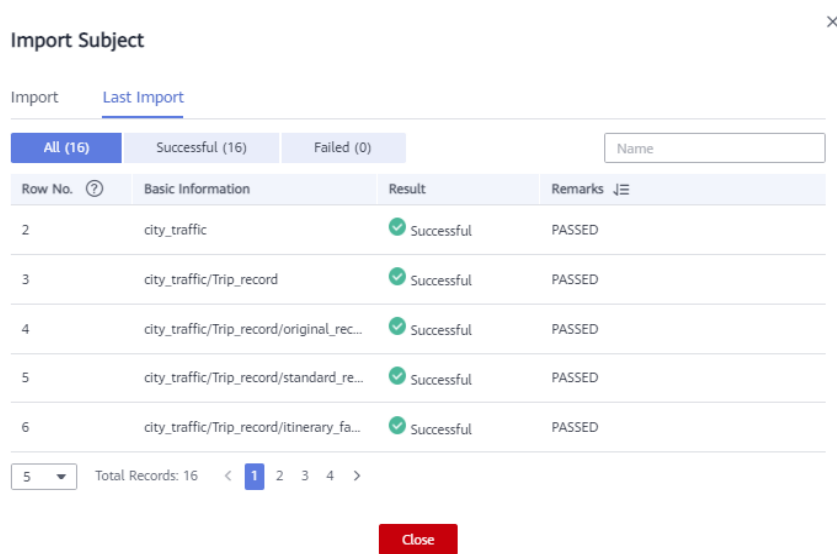 Import Subject
Import Last Import
All (16) Successful (16) Failed (0) Name
Row No. Basic Information Result Remarks
2 city_traffic Successful PASSED
3 city_traffic/Trip_record Successful PASSED
4 city_traffic/Trip_record/original_rec... Successful PASSED
5 city_traffic/Trip_record/standard_re... Successful PASSED
6 city_traffic/Trip_record/itinerary_fa... Successful PASSED
5 Total Records: 16 < 1 2 3 4 >
Close